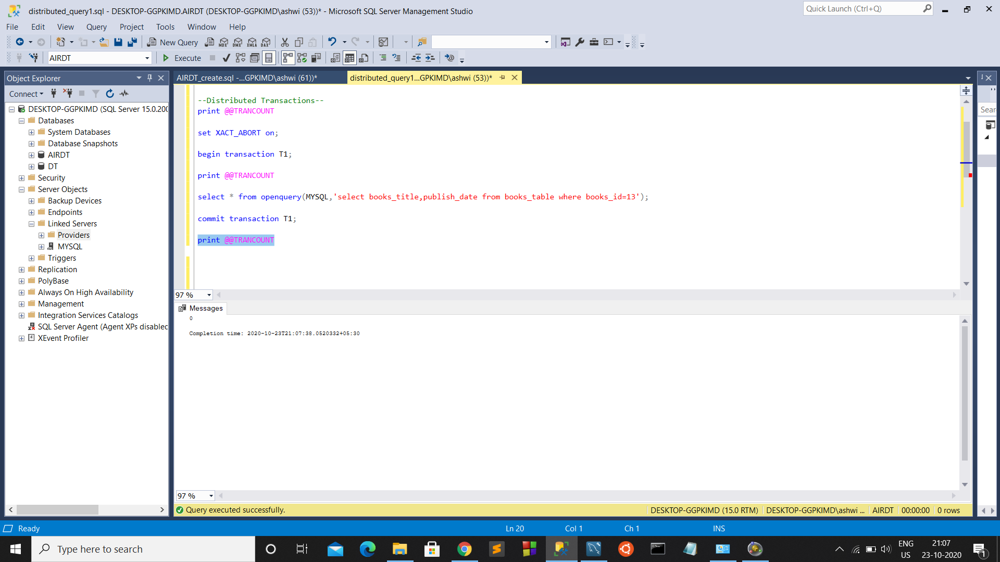 distributed_query1.sql - DESKTOP-GGPKIMD.AIRDT (DESKTOP-GGPKIMD\ashwi (53))* - Microsoft SQL Server Management Studio
Quick Launch (Ctrl+Q)
File Edit View Query Project Tools Window Help
New Query MDX DMX XMLA DAX
AIRDT Execute
Object Explorer
AIRDT_create.sql -...GPKIMD\ashwi (61))*
distributed_query1...GPKIMD\ashwi (53))*
Connect
DESKTOP-GGPKIMD (SQL Server 15.0.200
Databases
System Databases
Database Snapshots
AIRDT
DT
Security
Server Objects
Backup Devices
Endpoints
Linked Servers
Providers
MYSQL
Triggers
Replication
PolyBase
Always On High Availability
Management
Integration Services Catalogs
SQL Server Agent (Agent XPs disabled
XEvent Profiler
--Distributed Transactions--
print @@TRANCOUNT
set XACT_ABORT on;
begin transaction T1;
print @@TRANCOUNT
select * from openquery(MYSQL,'select books_title,publish_date from books_table where books_id=13');
commit transaction T1;
print @@TRANCOUNT
97 %
Messages
0
Completion time: 2020-10-23T21:07:38.0520332+05:30
97 %
Sear
Query executed successfully.
DESKTOP-GGPKIMD (15.0 RTM) DESKTOP-GGPKIMD\ashwi ... AIRDT 00:00:00 0 rows
Ready Ln 20 Col 1 Ch 1 INS
Type here to search
ENG
US
21:07
23-10-2020
1